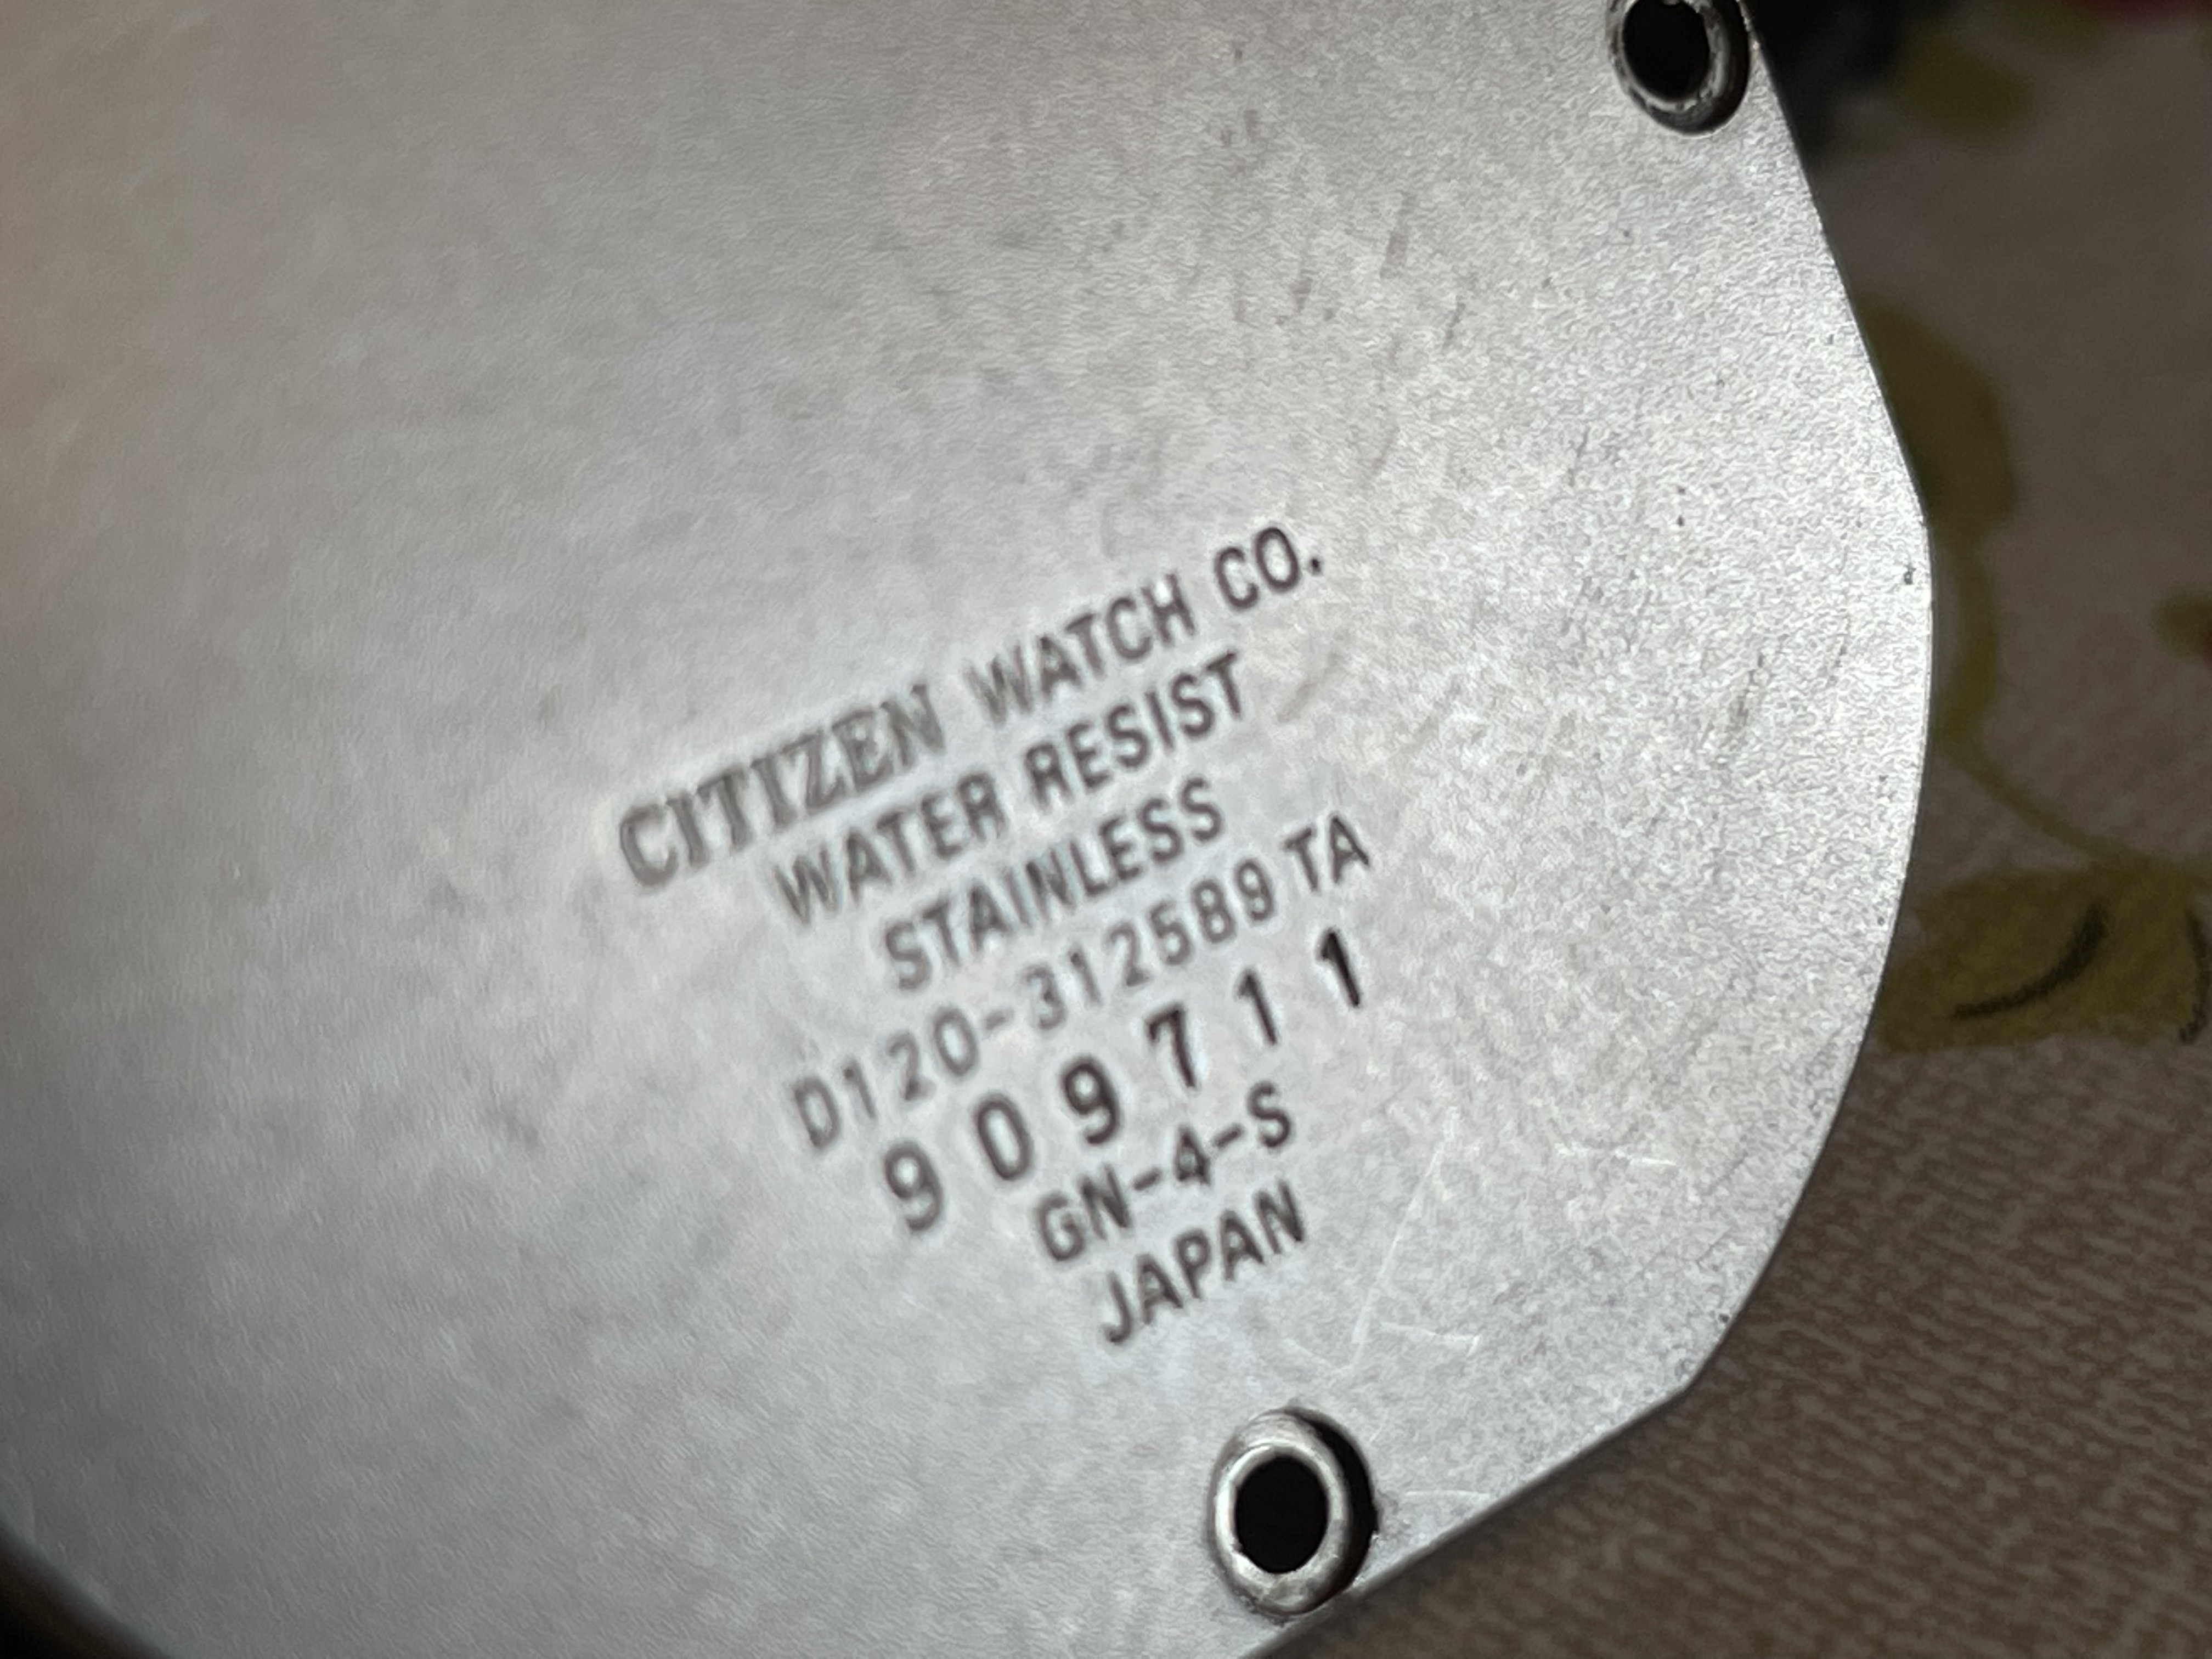 CITIZEN WATCH CO.
WATER RESIST
STAINLESS
D120-312589 TA
909711
GN-4-S
JAPAN